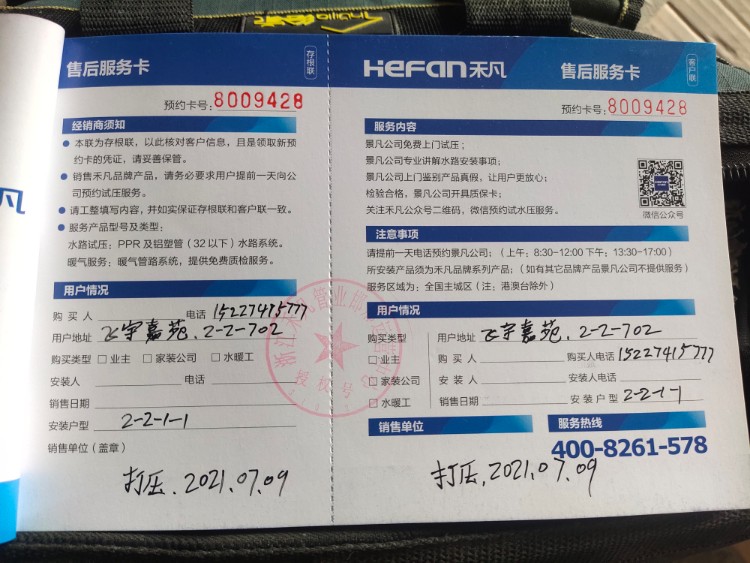 售后服务卡
存根联
预约卡号:8009428
经销商须知
● 本联为存根联，以此核对客户信息，且是领取新预
约卡的凭证，请妥善保管。
● 销售禾凡品牌产品，请务必要求用户提前一天向公
司预约试压服务。
● 请工整填写内容，并如实保证存根联和客户联一致。
● 服务产品型号及类型：
水路试压：PPR及铝塑管（32以下）水路系统。
暖气服务：暖气管路系统，提供免费质检服务。
用户情况
购 买 人 电话 15227495777
用户地址 飞宇嘉苑.2-2-702
购买类型 □ 业主 □ 家装公司 □ 水暖工
安装人 电话
销售日期
安装户型 2-2-1-1
销售单位（盖章）
打压.2021.07.09
浙江禾凡管业
授权号
HeFan禾凡 售后服务卡
客户联
预约卡号:8009428
服务内容
景凡公司免费上门试压；
景凡公司专业讲解水路安装事项；
景凡公司上门鉴别产品真假，让用户更放心；
检验合格，景凡公司开具质保卡；
关注禾凡公众号二维码，微信预约试水压服务。
微信公众号
注意事项
请提前一天电话预约景凡公司；（上午：8:30-12:00 下午：13:30-17:00）
所安装产品须为禾凡品牌系列产品；（如有其它品牌产品景凡公司不提供服务）
服务区域为：全国主城区（注：港澳台除外）
用户情况
购买类型
□ 业主
□ 家装公司
□ 水暖工
用户地址 飞宇嘉苑.2-2-702
购 买 人 购买人电话 15227495777
安 装 人 安装人电话
销售日期 安装户型 2-2-1-1
销售单位
服务热线
400-8261-578
打压.2021.07.09